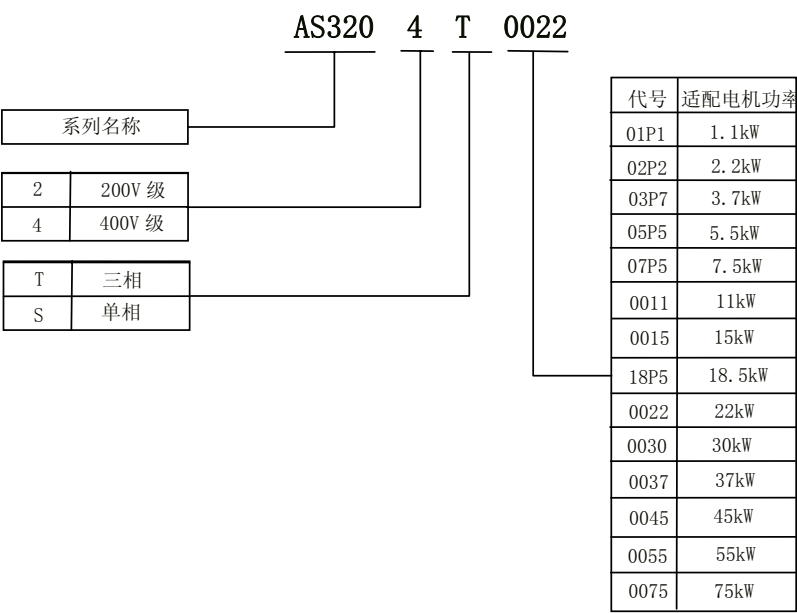 AS320 4 T 0022
系列名称
2 200V 级
4 400V 级
T 三相
S 单相
代号 适配电机功率
01P1 1.1kW
02P2 2.2kW
03P7 3.7kW
05P5 5.5kW
07P5 7.5kW
0011 11kW
0015 15kW
18P5 18.5kW
0022 22kW
0030 30kW
0037 37kW
0045 45kW
0055 55kW
0075 75kW